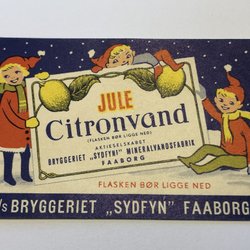 JULE
Citronvand
(FLASKEN BØR LIGGE NED)
AKTIESELSKABET
BRYGGERIET "SYDFYN" MINERALVANDSFABRIK
FAABORG
FLASKEN BØR LIGGE NED
/s BRYGGERIET „SYDFYN" FAABORG